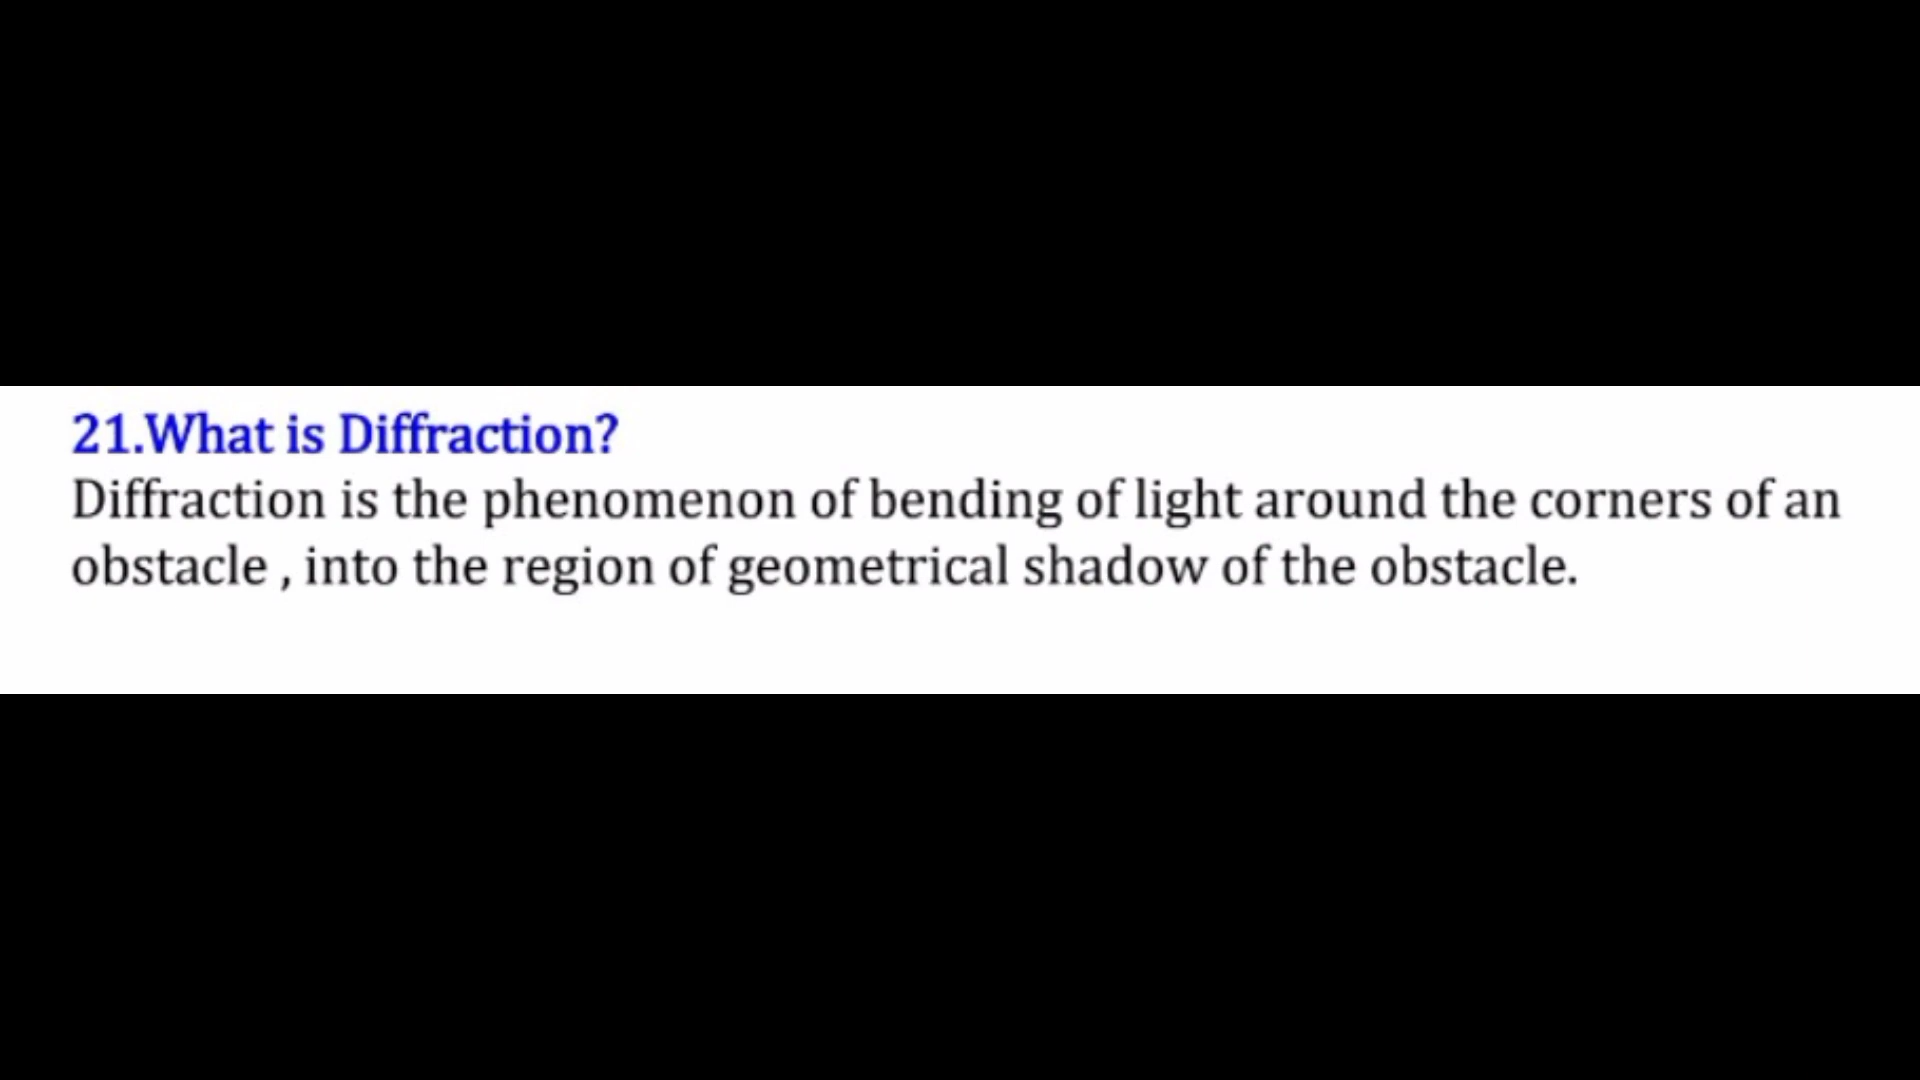 21.What is Diffraction?
Diffraction is the phenomenon of bending of light around the corners of an
obstacle , into the region of geometrical shadow of the obstacle.